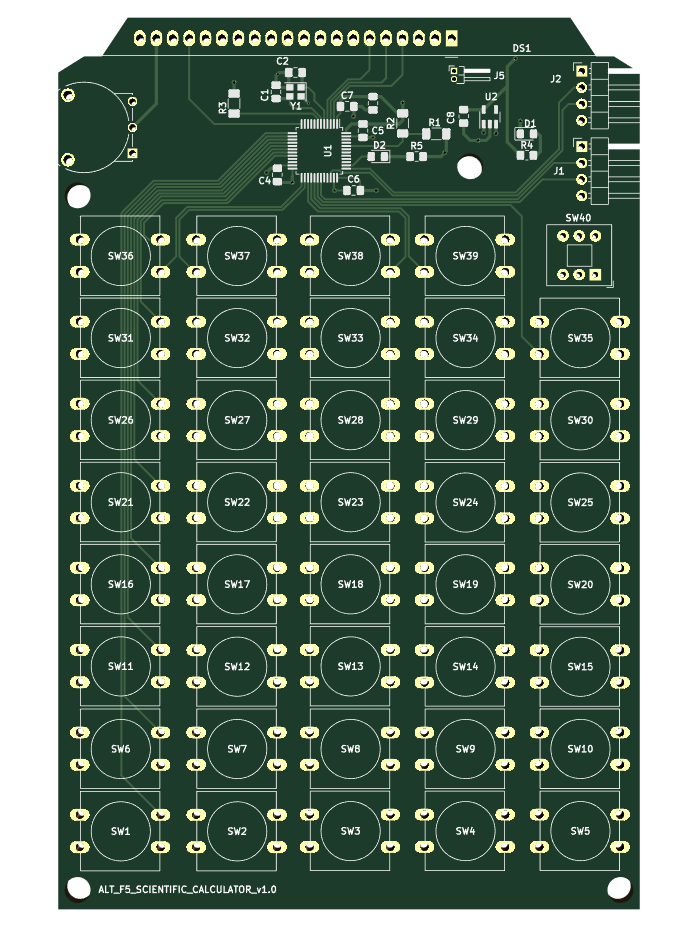 DS1
C2
J5
J2
R3
C1
Y1
C7
R2
C5
R1
C8
U2
D1
R4
U1
D2
R5
C4
C6
J1
SW40
SW36 SW37 SW38 SW39
SW31 SW32 SW33 SW34 SW35
SW26 SW27 SW28 SW29 SW30
SW21 SW22 SW23 SW24 SW25
SW16 SW17 SW18 SW19 SW20
SW11 SW12 SW13 SW14 SW15
SW6 SW7 SW8 SW9 SW10
SW1 SW2 SW3 SW4 SW5
ALT_F5_SCIENTIFIC_CALCULATOR_v1.0